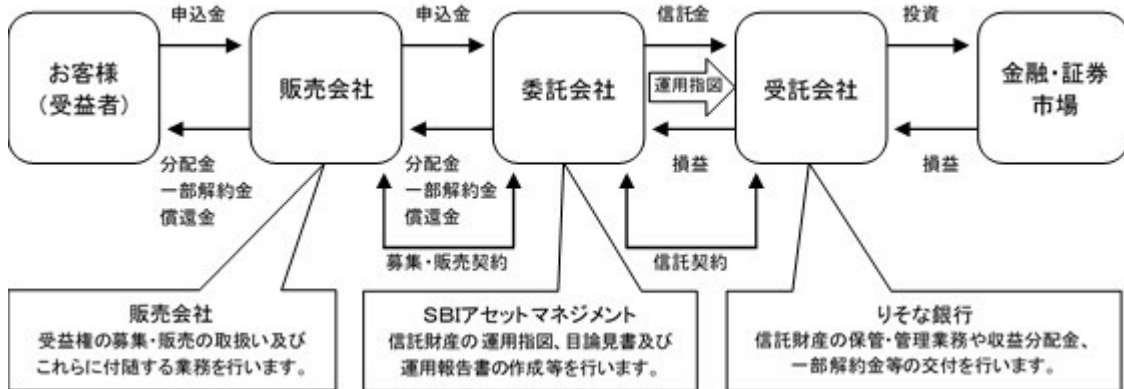 申込金
申込金
信託金
投資
お客様
（受益者）
販売会社
委託会社
運用指図
受託会社
金融・証券
市場
分配金
一部解約金
償還金
分配金
一部解約金
償還金
損益
損益
募集・販売契約
信託契約
販売会社
受益権の募集・販売の取扱い及び
これらに付随する業務を行います。
SBIアセットマネジメント
信託財産の運用指図、目論見書及び
運用報告書の作成等を行います。
りそな銀行
信託財産の保管・管理業務や収益分配金、
一部解約金等の交付を行います。